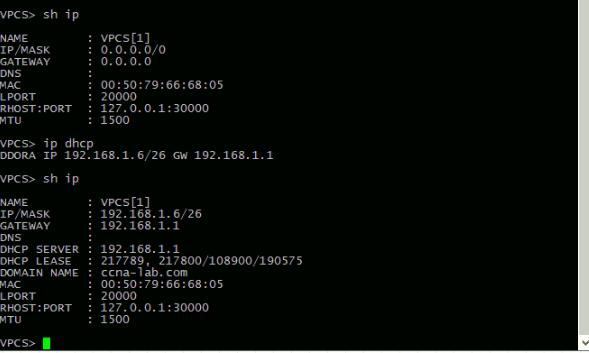 VPCS> sh ip
NAME : VPCS[1]
IP/MASK : 0.0.0.0/0
GATEWAY : 0.0.0.0
DNS :
MAC : 00:50:79:66:68:05
LPORT : 20000
RHOST:PORT : 127.0.0.1:30000
MTU : 1500
VPCS> ip dhcp
DDORA IP 192.168.1.6/26 GW 192.168.1.1
VPCS> sh ip
NAME : VPCS[1]
IP/MASK : 192.168.1.6/26
GATEWAY : 192.168.1.1
DNS :
DHCP SERVER : 192.168.1.1
DHCP LEASE : 217789, 217800/108900/190575
DOMAIN NAME : ccna-lab.com
MAC : 00:50:79:66:68:05
LPORT : 20000
RHOST:PORT : 127.0.0.1:30000
MTU : 1500
VPCS>